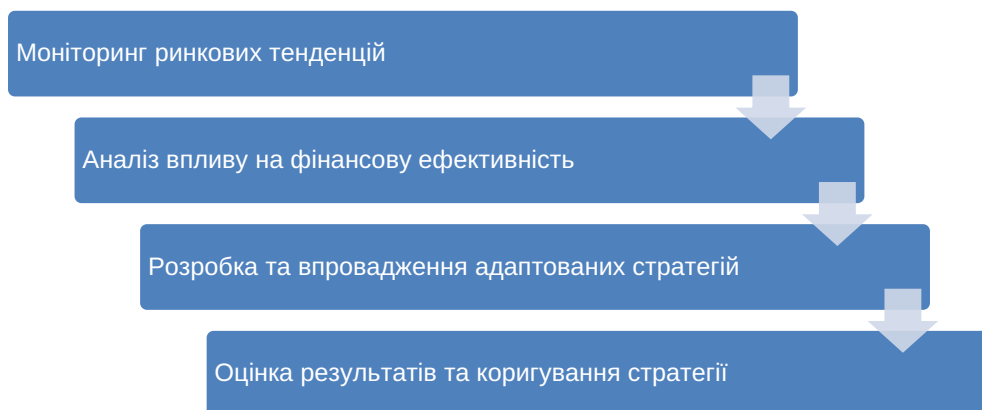 Моніторинг ринкових тенденцій
Аналіз впливу на фінансову ефективність
Розробка та впровадження адаптованих стратегій
Оцінка результатів та коригування стратегії